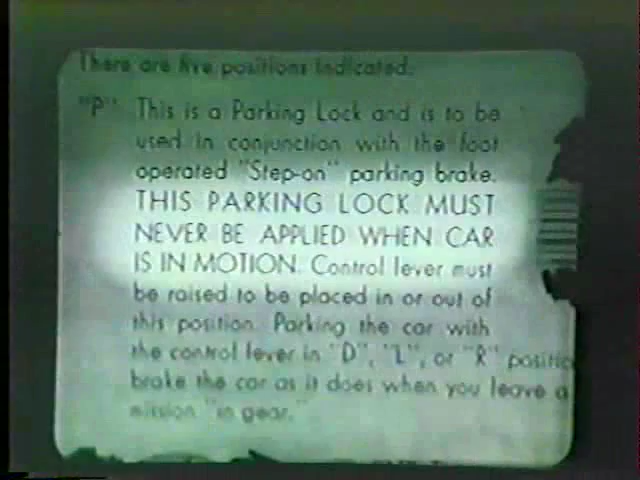 There are five positions indicated:
"P" This is a Parking Lock and is to be
used in conjunction with the foot
operated "Step-on" parking brake.
THIS PARKING LOCK MUST
NEVER BE APPLIED WHEN CAR
IS IN MOTION. Control lever must
be raised to be placed in or out of
this position. Parking the car with
the control lever in "D", "L", or "R" positio
brake the car as it does when you leave a
mission "in gear."